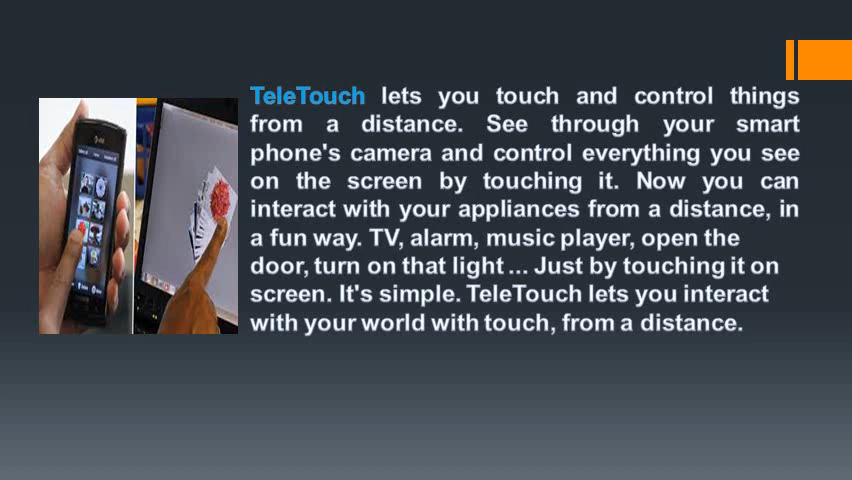 TeleTouch lets you touch and control things
from a distance. See through your smart
phone's camera and control everything you see
on the screen by touching it. Now you can
interact with your appliances from a distance, in
a fun way. TV, alarm, music player, open the
door, turn on that light ... Just by touching it on
screen. It's simple. TeleTouch lets you interact
with your world with touch, from a distance.